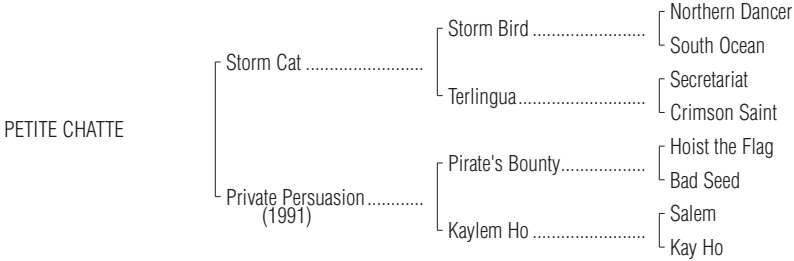 Northern Dancer
Storm Bird ........................
South Ocean
Storm Cat .........................
Secretariat
Terlingua...........................
Crimson Saint
PETITE CHATTE
Hoist the Flag
Pirate's Bounty..................
Bad Seed
Private Persuasion ............
(1991)
Salem
Kaylem Ho ........................
Kay Ho